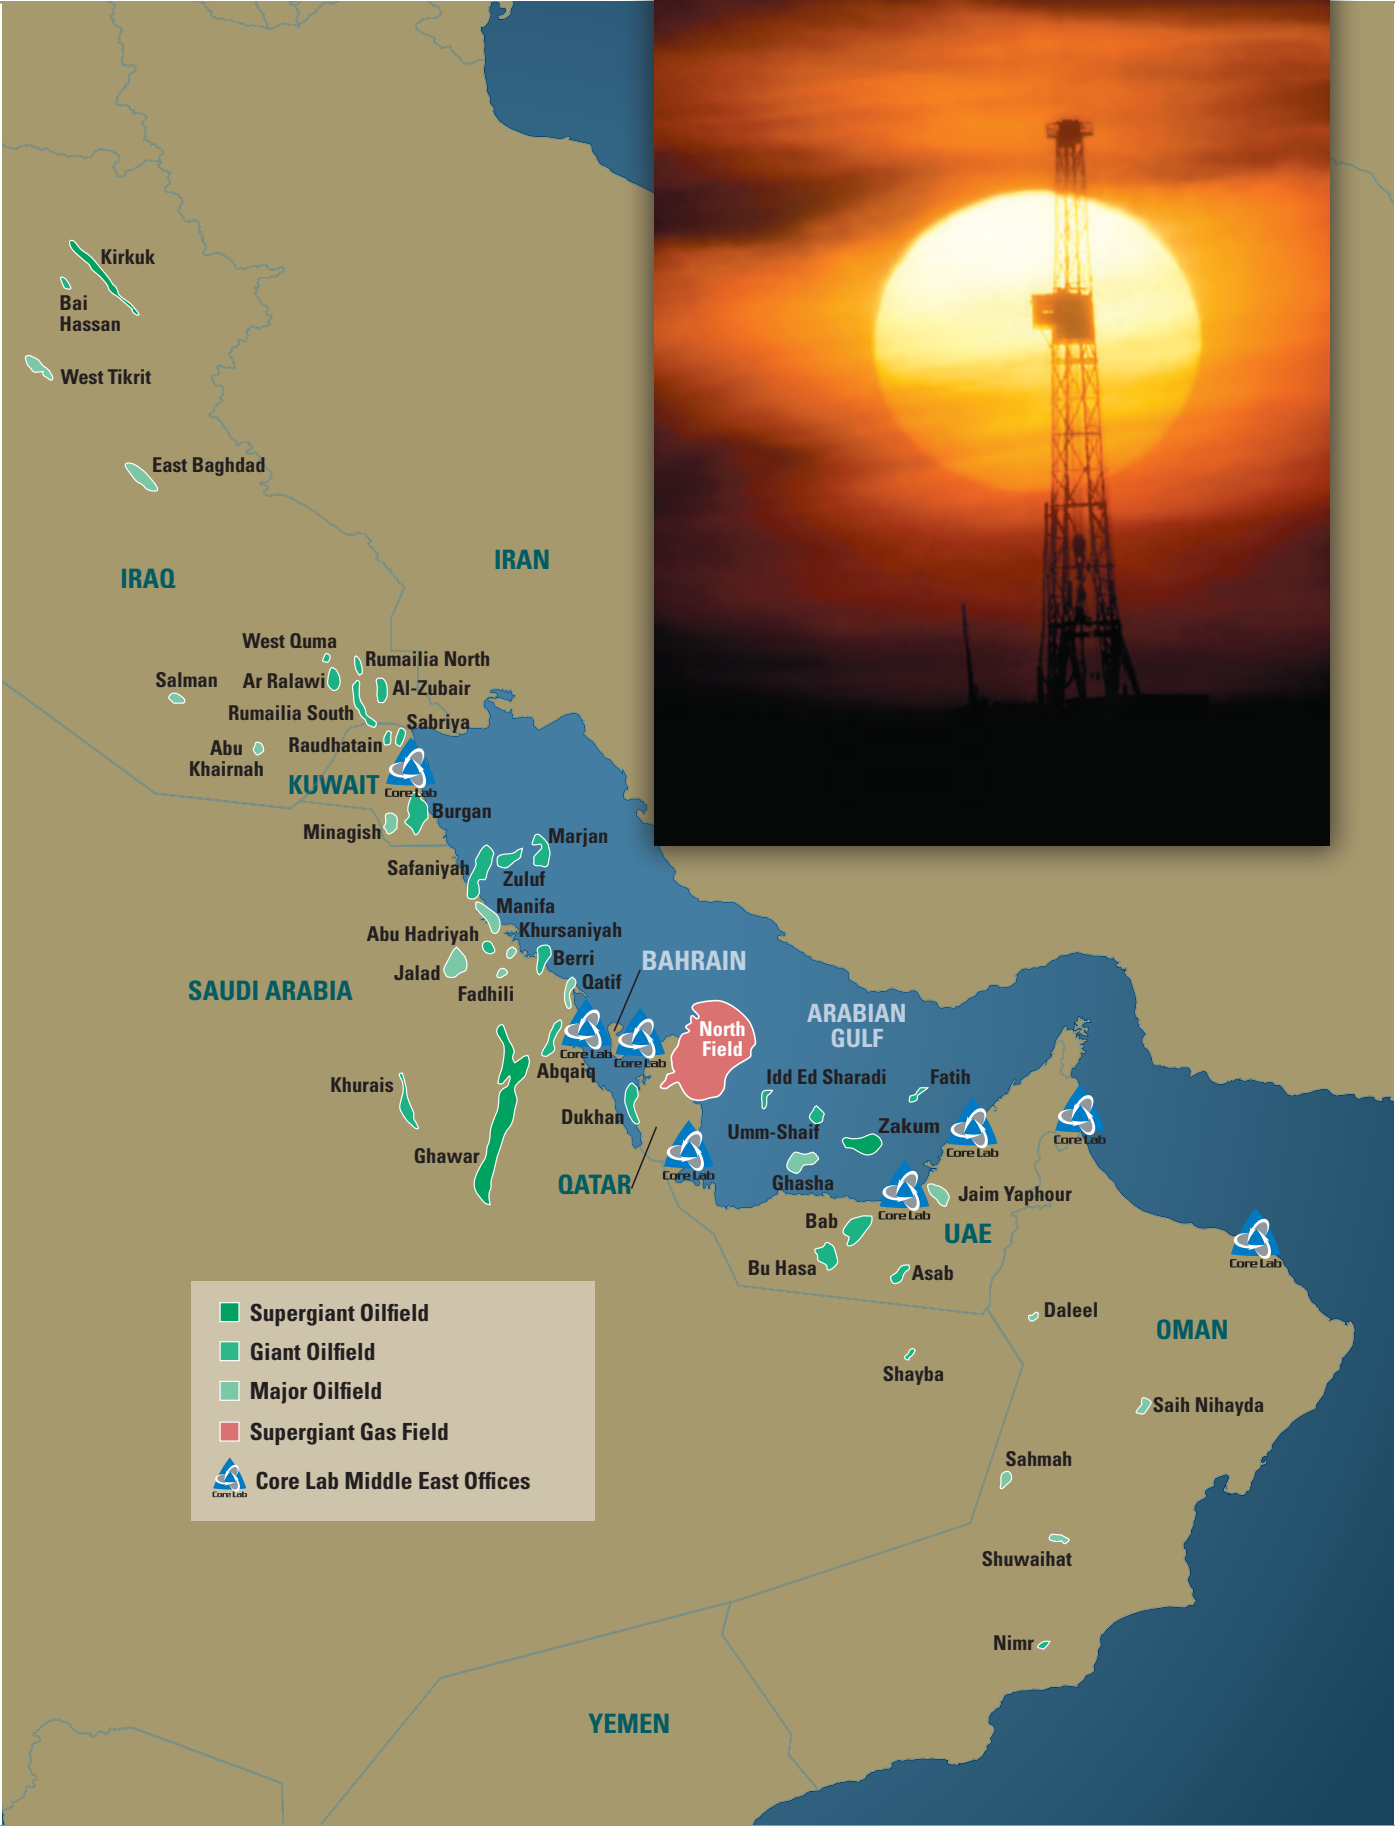 Kirkuk
Bai
Hassan
West Tikrit
East Baghdad
IRAN
IRAQ
West Quma
Rumailia North
Salman
Ar Ralawi
Al-Zubair
Rumailia South
Sabriya
Raudhatain
Abu
Khairnah
KUWAIT
Core Lab
Burgan
Minagish
Marjan
Safaniyah
Zuluf
Manifa
Abu Hadriyah
Khursaniyah
Berri
BAHRAIN
Jalad
Qatif
Fadhili
SAUDI ARABIA
ARABIAN
GULF
North
Field
Core Lab
Core Lab
Abqaiq
Khurais
Idd Ed Sharadi
Fatih
Dukhan
Umm-Shaif
Zakum
Core Lab
Core Lab
Ghawar
Core Lab
QATAR
Ghasha
Jaim Yaphour
Core Lab
Bab
UAE
Core Lab
Bu Hasa
Asab
Daleel
OMAN
Shayba
Saih Nihayda
Sahmah
Shuwaihat
Nimr
YEMEN
Supergiant Oilfield
Giant Oilfield
Major Oilfield
Supergiant Gas Field
Core Lab
Core Lab Middle East Offices